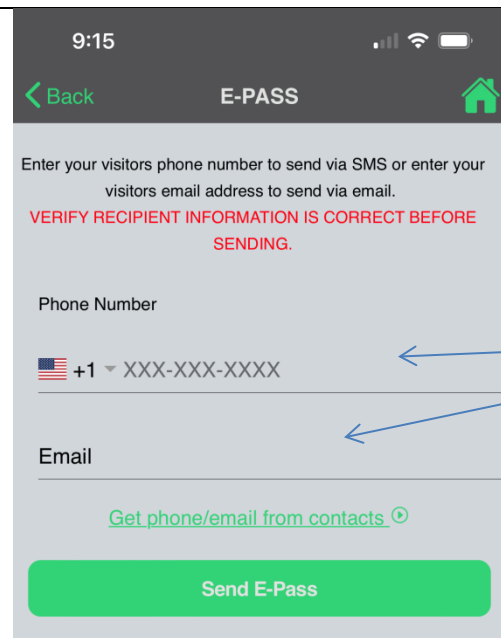 9:15
Back
E-PASS
Enter your visitors phone number to send via SMS or enter your
visitors email address to send via email.
VERIFY RECIPIENT INFORMATION IS CORRECT BEFORE
SENDING.
Phone Number
+1 XXX-XXX-XXXX
Email
Get phone/email from contacts
Send E-Pass